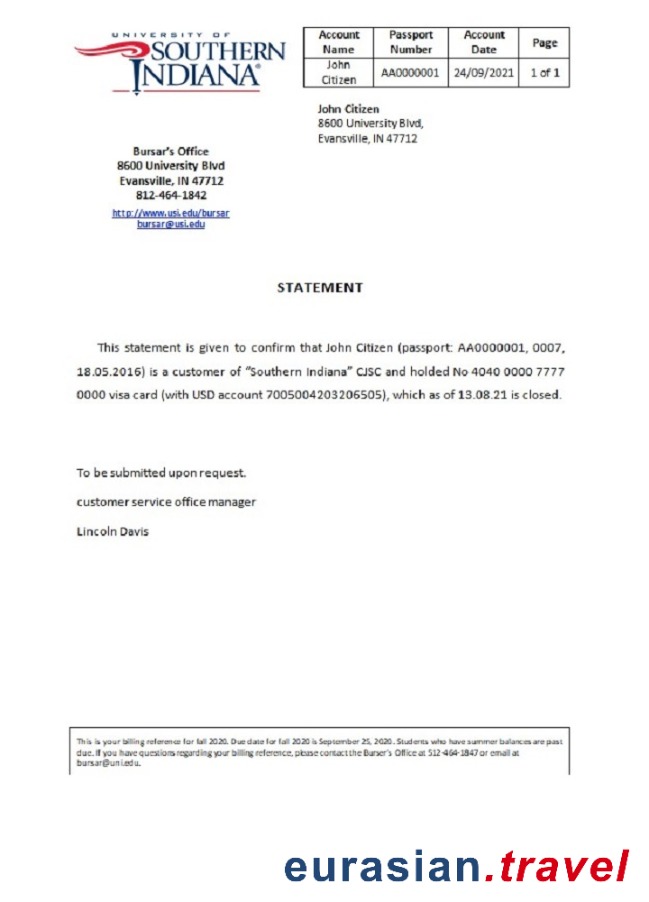 UNIVERSITY OF
SOUTHERN
INDIANA®
Account Name Passport Number Account Date Page
John Citizen AA0000001 24/09/2021 1 of 1
John Citizen
8600 University Blvd,
Evansville, IN 47712
Bursar's Office
8600 University Blvd
Evansville, IN 47712
812-464-1842
http://www.usi.edu/bursar
bursar@usi.edu
STATEMENT
This statement is given to confirm that John Citizen (passport: AA0000001, 0007,
18.05.2016) is a customer of "Southern Indiana" CJSC and holded No 4040 0000 7777
0000 visa card (with USD account 7005004203206505), which as of 13.08.21 is closed.
To be submitted upon request.
customer service office manager
Lincoln Davis
This is your billing reference for fall 2020. Due date for fall 2020 is September 25, 2020. Students who have summer balances are past
due. If you have questions regarding your billing reference, please contact the Burser's Office at 512-464-1847 or email at
bursar@uni.edu.
eurasian.travel